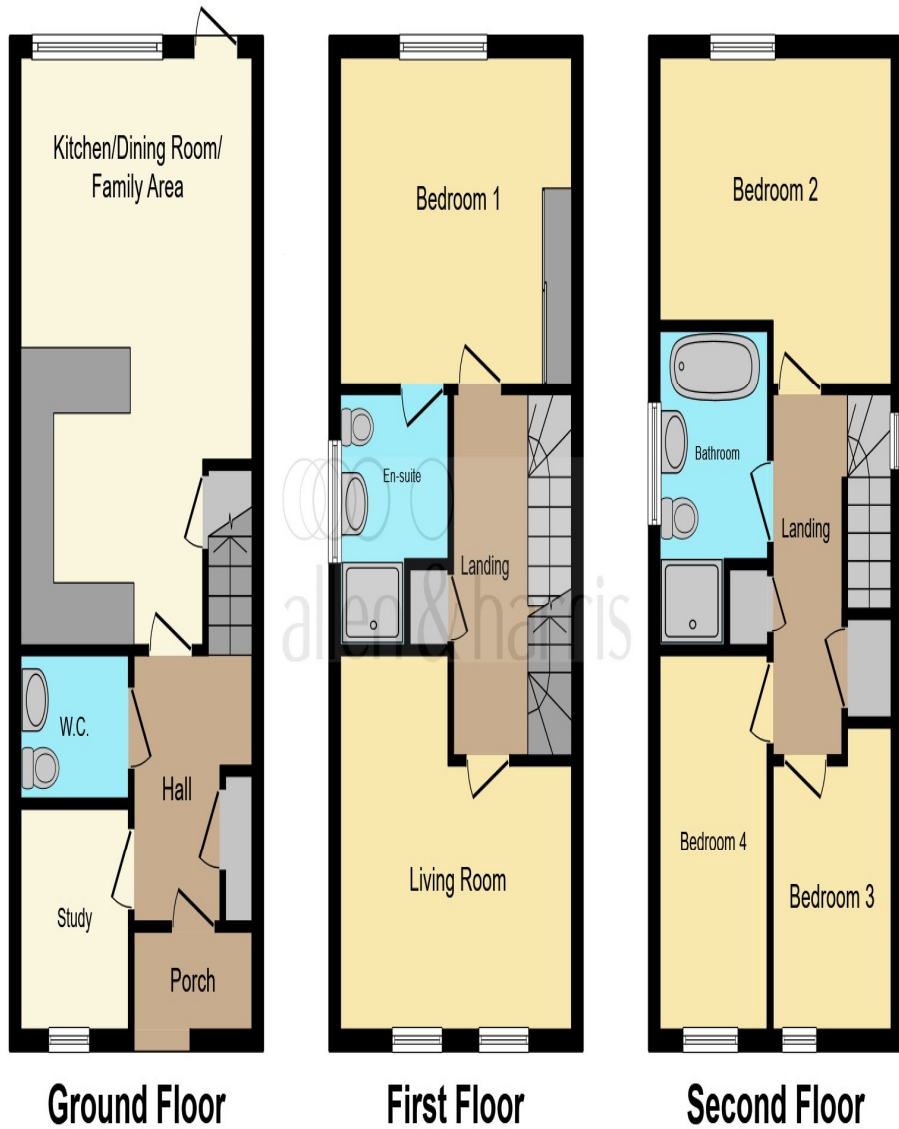 Kitchen/Dining Room/
Family Area
W.C.
Hall
Study
Porch
Ground Floor
Bedroom 1
En-suite
Landing
Living Room
First Floor
Bedroom 2
Bathroom
Landing
Bedroom 4
Bedroom 3
Second Floor
allen & harris